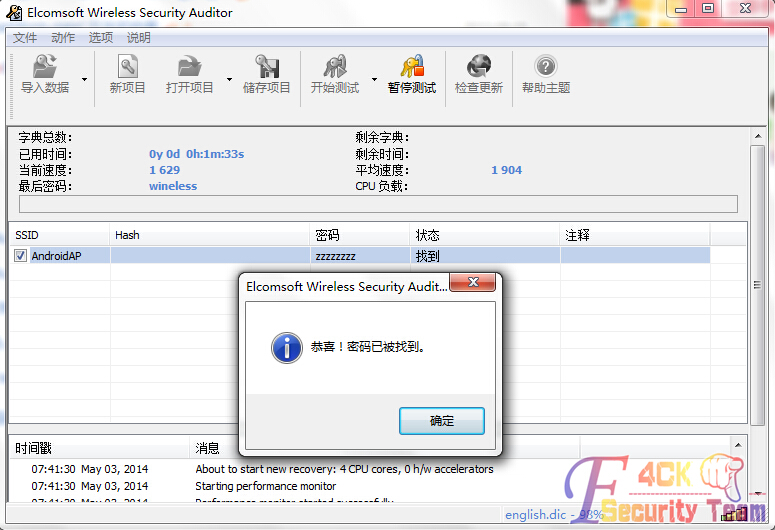 Elcomsoft Wireless Security Auditor
文件 动作 选项 说明
导入数据 新项目 打开项目 储存项目 开始测试 暂停测试 检查更新 帮助主题
字典总数: 剩余字典:
已用时间: 0y 0d 0h:1m:33s 剩余时间:
当前速度: 1 629 平均速度: 1 904
最后密码: wineless CPU 负载:
SSID Hash 密码 状态 注释
AndroidAP zzzzzzzz 找到
Elcomsoft Wireless Security Audit...
恭喜！密码已被找到。
确定
时间戳 消息
07:41:30 May 03, 2014 About to start new recovery: 4 CPU cores, 0 h/w accelerators
07:41:30 May 03, 2014 Starting performance monitor
07:41:30 May 03, 2014 Performance monitor started successfully
english.dic - 98%
F4CK
Security Team